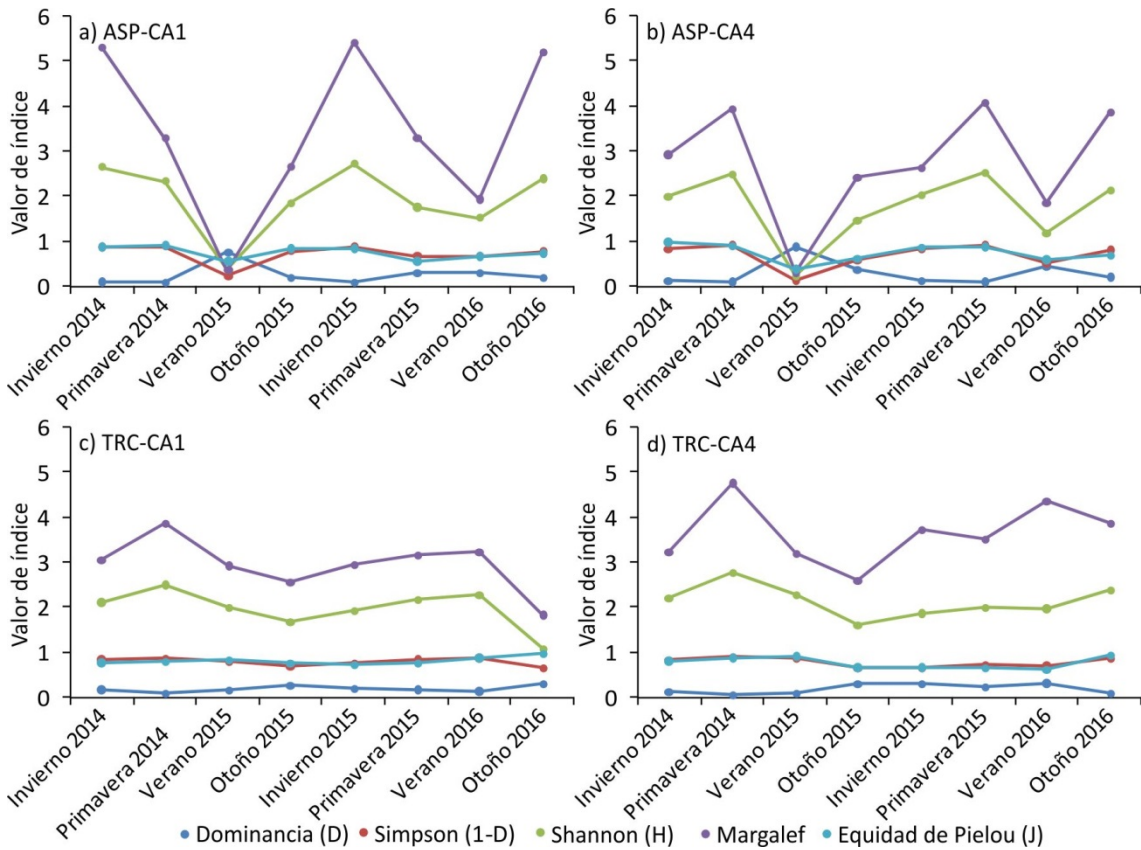 a) ASP-CA1
Valor de índice
6
5
4
3
2
1
0
Invierno 2014
Primavera 2014
Verano 2015
Otoño 2015
Invierno 2015
Primavera 2015
Verano 2016
Otoño 2016
b) ASP-CA4
Valor de índice
6
5
4
3
2
1
0
Invierno 2014
Primavera 2014
Verano 2015
Otoño 2015
Invierno 2015
Primavera 2015
Verano 2016
Otoño 2016
c) TRC-CA1
Valor de índice
6
5
4
3
2
1
0
Invierno 2014
Primavera 2014
Verano 2015
Otoño 2015
Invierno 2015
Primavera 2015
Verano 2016
Otoño 2016
d) TRC-CA4
Valor de índice
6
5
4
3
2
1
0
Invierno 2014
Primavera 2014
Verano 2015
Otoño 2015
Invierno 2015
Primavera 2015
Verano 2016
Otoño 2016
Dominancia (D) Simpson (1-D) Shannon (H) Margalef Equidad de Pielou (J)